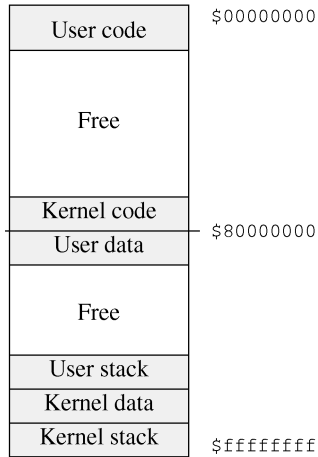 $00000000
User code
Free
Kernel code
$80000000
User data
Free
User stack
Kernel data
Kernel stack
$ffffffff